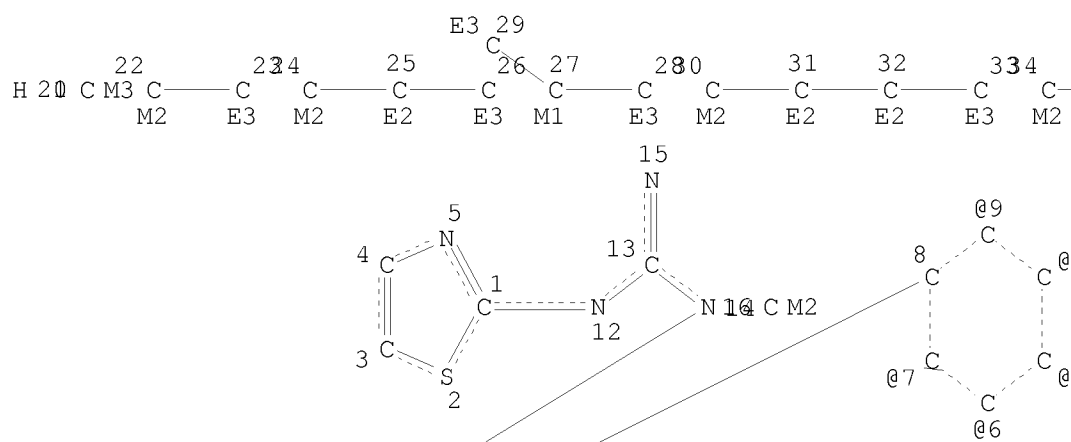 E3 29
22 23 24 25 26 27 28 30 31 32 33 34
H 20 C M3 C C C C C C C C C C C C
M2 E3 M2 E2 E3 M1 E3 M2 E2 E2 E3 M2
C
15
N
5 @9
N C
4 13 8 @
C C C
1
C N N C M2
12
3 C C @
S @7
2 C
@6